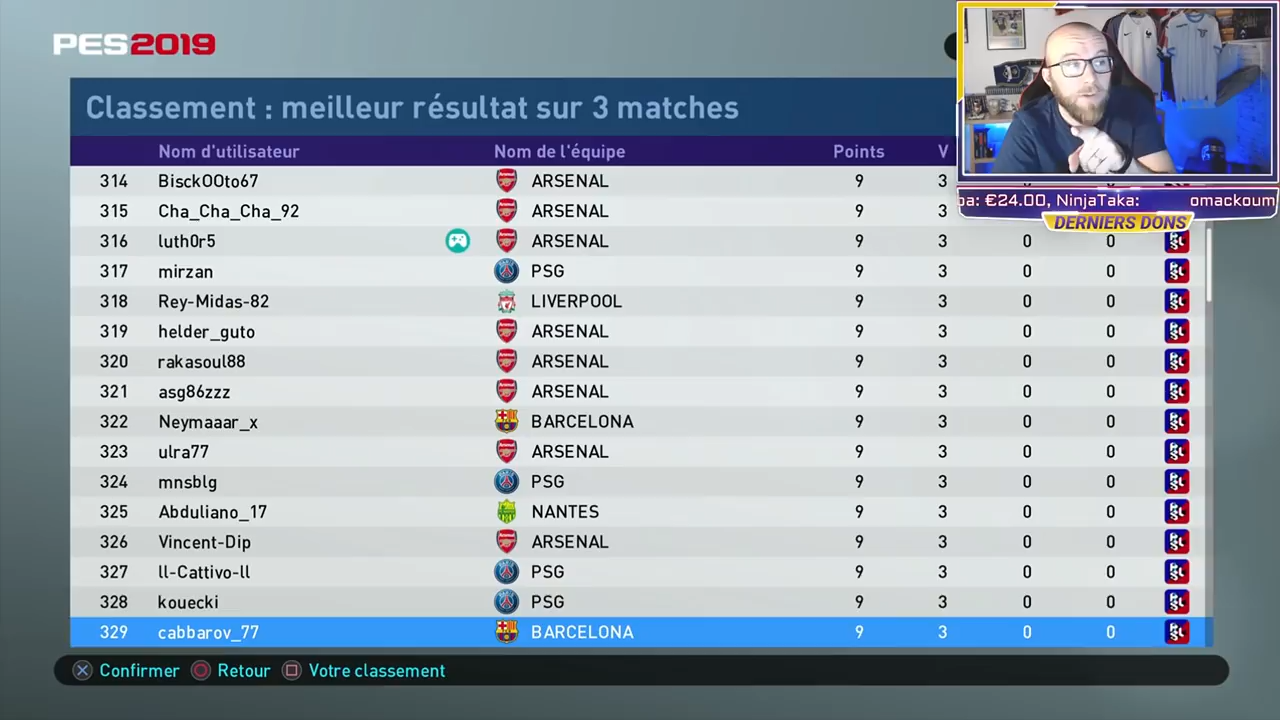 PES2019
Classement : meilleur résultat sur 3 matches
Nom d'utilisateur Nom de l'équipe Points V
314 BisckOOto67 ARSENAL 9 3
315 Cha_Cha_Cha_92 ARSENAL 9 3
pa: €24.00, NinjaTaka: omackoum
DERNIERS DONS
316 luth0r5 ARSENAL 9 3 0 0
317 mirzan PSG 9 3 0 0
318 Rey-Midas-82 LIVERPOOL 9 3 0 0
319 helder_guto ARSENAL 9 3 0 0
320 rakasoul88 ARSENAL 9 3 0 0
321 asg86zzz ARSENAL 9 3 0 0
322 Neymaaar_x BARCELONA 9 3 0 0
323 ulra77 ARSENAL 9 3 0 0
324 mnsblg PSG 9 3 0 0
325 Abduliano_17 NANTES 9 3 0 0
326 Vincent-Dip ARSENAL 9 3 0 0
327 ll-Cattivo-ll PSG 9 3 0 0
328 kouecki PSG 9 3 0 0
329 cabbarov_77 BARCELONA 9 3 0 0
Confirmer Retour Votre classement